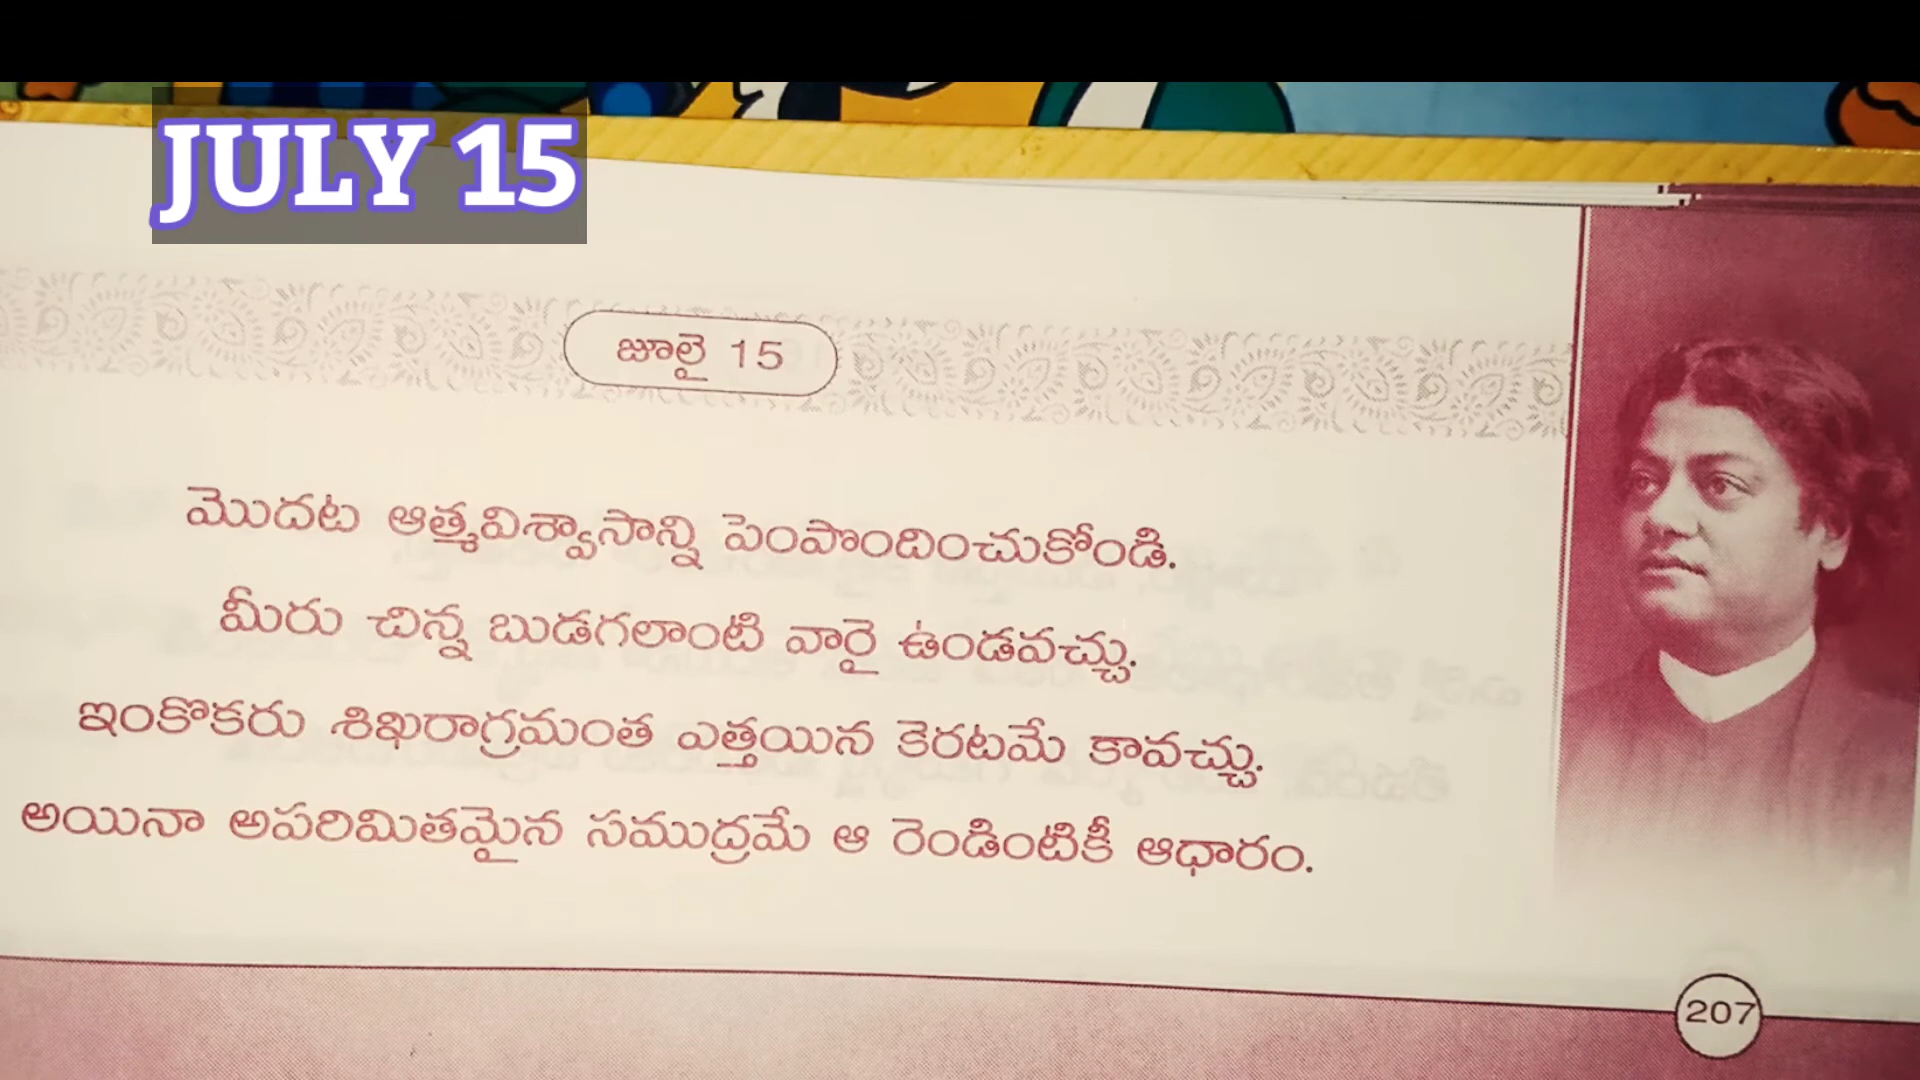 JULY 15
జూలై 15
మొదట ఆత్మవిశ్వాసాన్ని పెంపొందించుకోండి.
మీరు చిన్న బుడగలాంటి వారై ఉండవచ్చు.
ఇంకొకరు శిఖరాగ్రమంత ఎత్తయిన కెరటమే కావచ్చు.
అయినా అపరిమితమైన సముద్రమే ఆ రెండింటికీ ఆధారం.
207